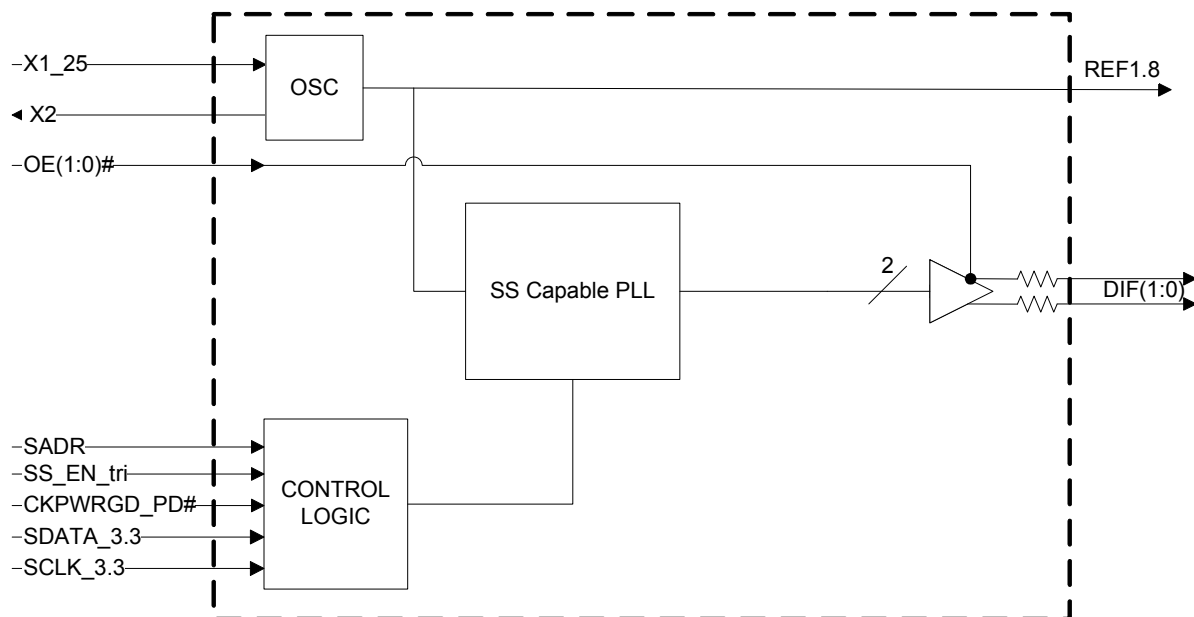 X1_25
OSC
REF1.8
X2
OE(1:0)#
2
SS Capable PLL
DIF(1:0)
SADR
SS_EN_tri
CKPWRGD_PD#
SDATA_3.3
SCLK_3.3
CONTROL
LOGIC